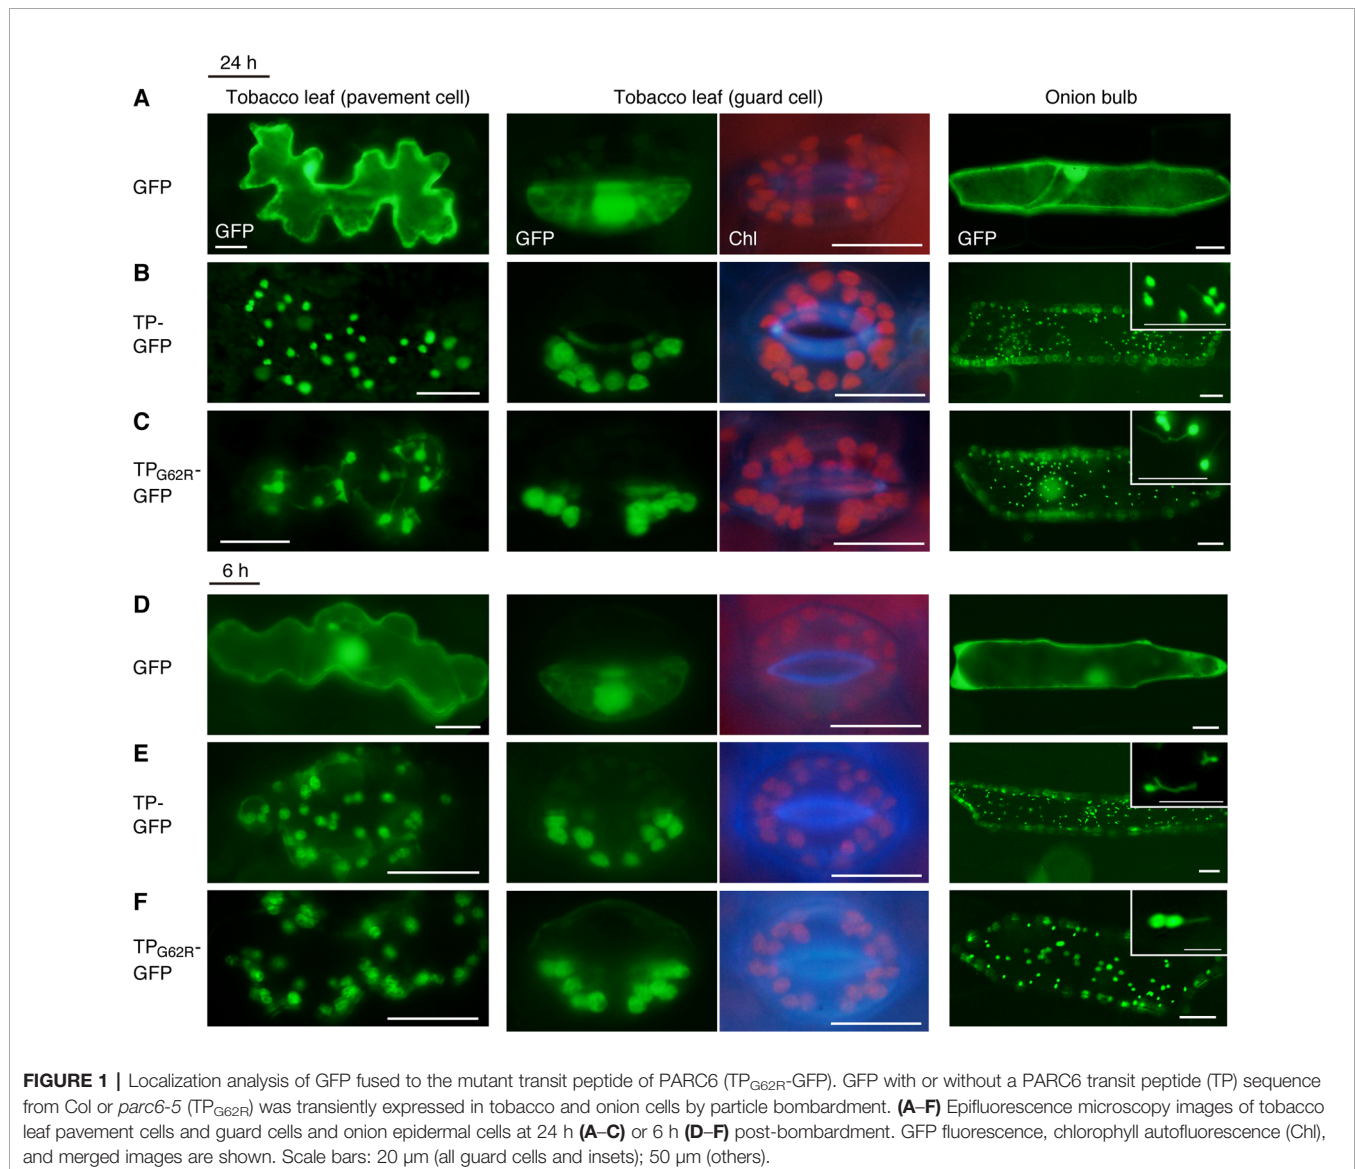 24 h
A
Tobacco leaf (pavement cell)
Tobacco leaf (guard cell)
Onion bulb
GFP
GFP
GFP
Chl
GFP
B
TP-
GFP
C
TPG62R-
GFP
6 h
D
GFP
E
TP-
GFP
F
TPG62R-
GFP
FIGURE 1 | Localization analysis of GFP fused to the mutant transit peptide of PARC6 (TPG62R-GFP). GFP with or without a PARC6 transit peptide (TP) sequence
from Col or parc6-5 (TPG62R) was transiently expressed in tobacco and onion cells by particle bombardment. (A–F) Epifluorescence microscopy images of tobacco
leaf pavement cells and guard cells and onion epidermal cells at 24 h (A–C) or 6 h (D–F) post-bombardment. GFP fluorescence, chlorophyll autofluorescence (Chl),
and merged images are shown. Scale bars: 20 μm (all guard cells and insets); 50 μm (others).